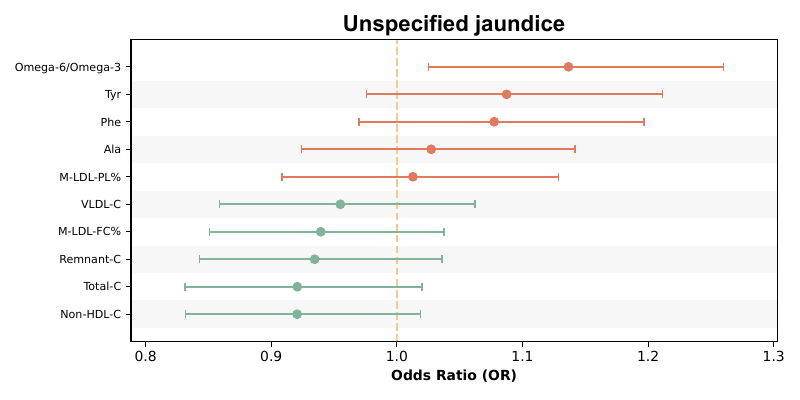 Unspecified jaundice
Omega-6/Omega-3
Tyr
Phe
Ala
M-LDL-PL%
VLDL-C
M-LDL-FC%
Remnant-C
Total-C
Non-HDL-C
0.8 0.9 1.0 1.1 1.2 1.3
Odds Ratio (OR)